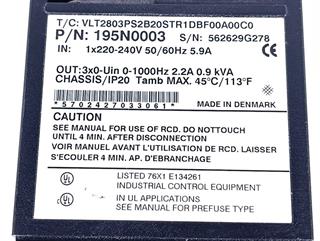 T/C: VLT2803PS2B20STR1DBF00A00C0
P/N: 195N0003 S/N: 562629G278
IN: 1x220-240V 50/60Hz 5.9A
OUT:3x0-Uin 0-1000Hz 2.2A 0.9 kVA
CHASSIS/IP20 Tamb MAX. 45°C/113°F
*5702427033061* MADE IN DENMARK
CAUTION
SEE MANUAL BEFORE USE OF RCD. DO NOT TOUCH
UNTIL 4 MIN. AFTER DISCONNECTION
VOIR MANUEL AVANT L'UTILISATION DE RCD. LAISSER
S'ECOULER 4 MIN. AP D'EBRANCHAGE
LISTED 76X1 E134261
INDUSTRIAL CONTROL EQUIPMENT
IN UL APPLICATIONS
SEE MANUAL FOR PREFUSE TYPE